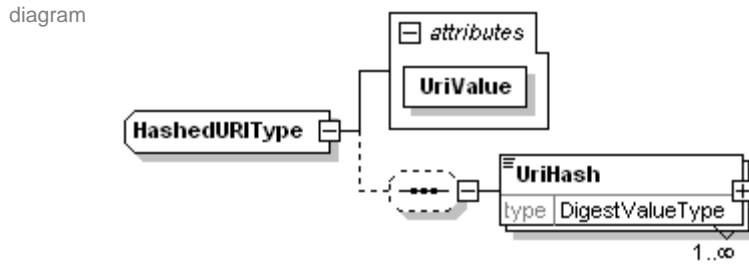 diagram
attributes
UriValue
HashedURIType
UriHash
type DigestValueType
1..∞